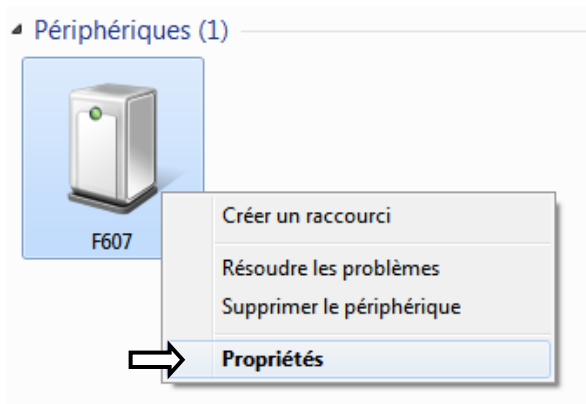 Périphériques (1)
F607
Créer un raccourci
Résoudre les problèmes
Supprimer le périphérique
Propriétés